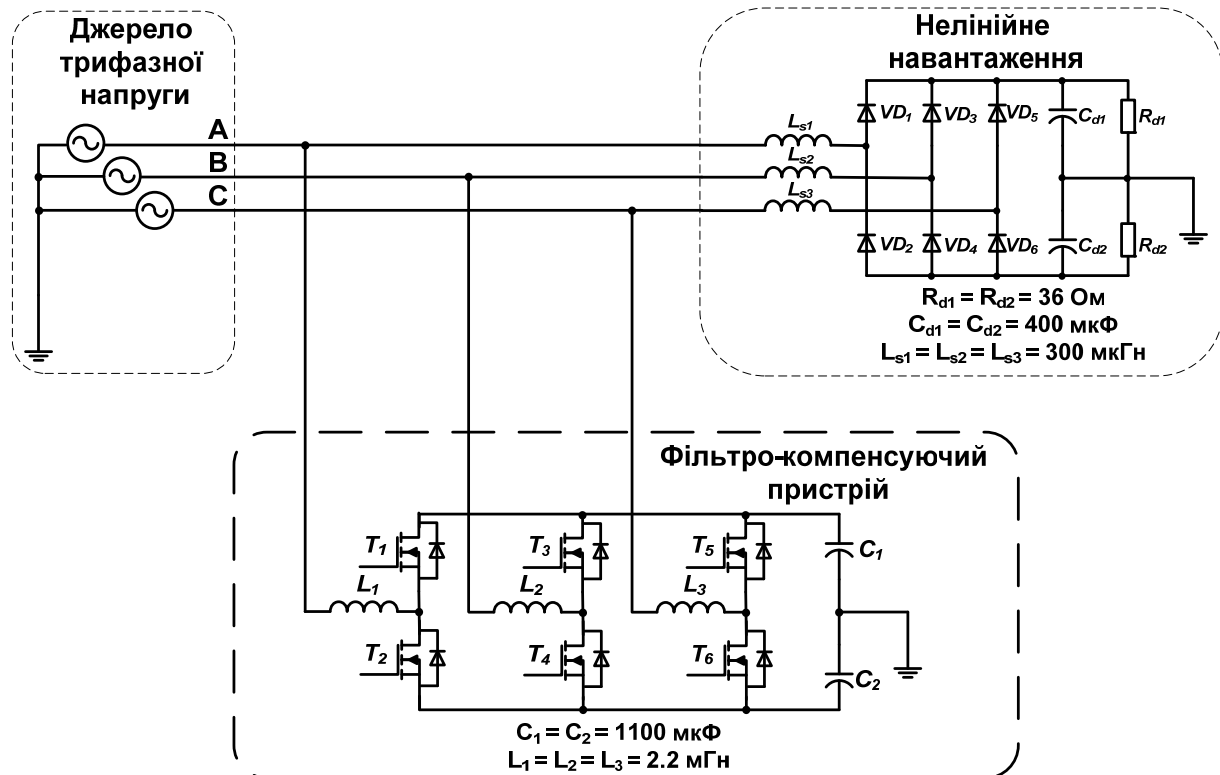 Джерело
трифазної
напруги
A
B
C
Нелінійне
навантаження
Ls1
Ls2
Ls3
VD1
VD3
VD5
Cd1
Rd1
VD2
VD4
VD6
Cd2
Rd2
Rd1 = Rd2 = 36 Ом
Cd1 = Cd2 = 400 мкФ
Ls1 = Ls2 = Ls3 = 300 мкГн
Фільтро-компенсуючий
пристрій
T1
T3
T5
C1
L1
L2
L3
T2
T4
T6
C2
C1 = C2 = 1100 мкФ
L1 = L2 = L3 = 2.2 мГн